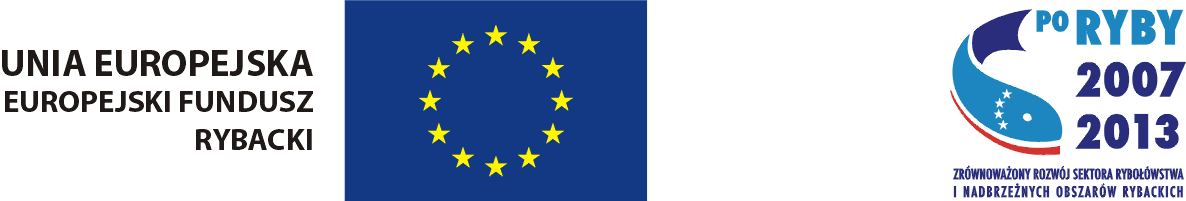 UNIA EUROPEJSKA
EUROPEJSKI FUNDUSZ
RYBACKI
PO RYBY
2007
2013
ZRÓWNOWAŻONY ROZWÓJ SEKTORA RYBOŁÓWSTWA
I NADBRZEŻNYCH OBSZARÓW RYBACKICH